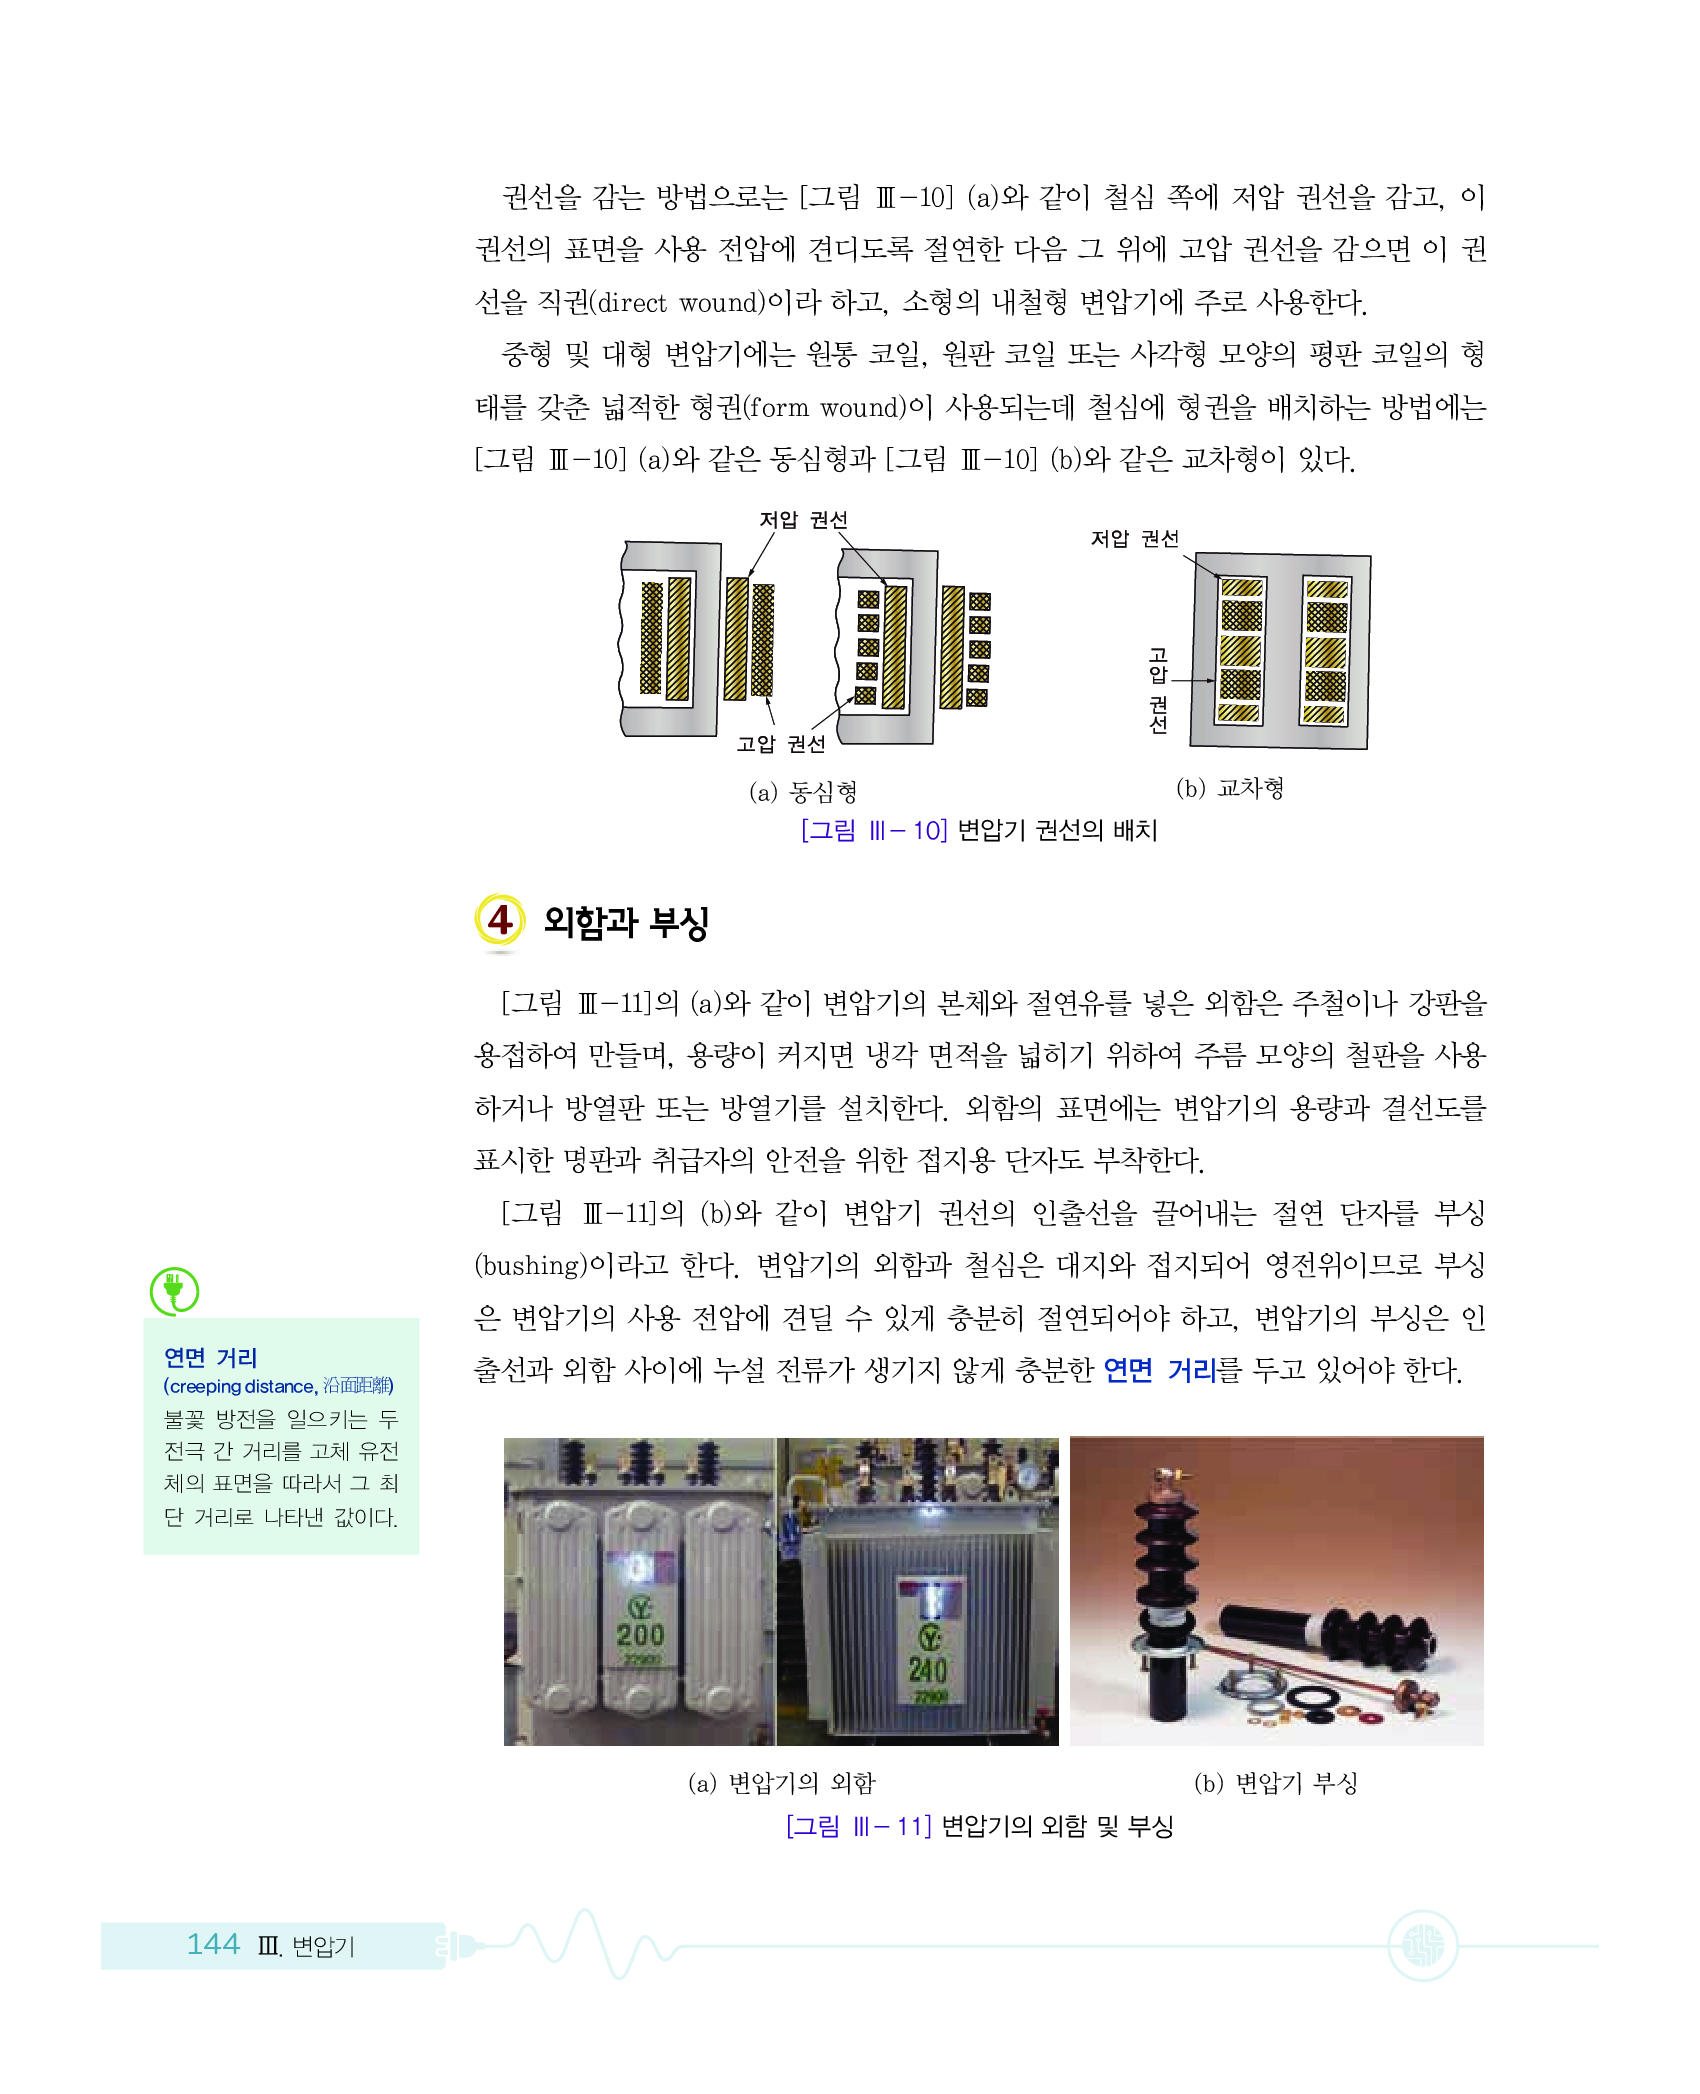 권선을 감는 방법으로는 [그림 Ⅲ-10] (a)와 같이 철심 쪽에 저압 권선을 감고, 이
권선의 표면을 사용 전압에 견디도록 절연한 다음 그 위에 고압 권선을 감으면 이 권
선을 직권(direct wound)이라 하고, 소형의 내철형 변압기에 주로 사용한다.
중형 및 대형 변압기에는 원통 코일, 원판 코일 또는 사각형 모양의 평판 코일의 형
태를 갖춘 넓적한 형권(form wound)이 사용되는데 철심에 형권을 배치하는 방법에는
[그림 Ⅲ-10] (a)와 같은 동심형과 [그림 Ⅲ-10] (b)와 같은 교차형이 있다.
저압 권선
고압 권선
(a) 동심형
저압 권선
고압 권선
(b) 교차형
[그림 Ⅲ-10] 변압기 권선의 배치
4 외함과 부싱
[그림 Ⅲ-11]의 (a)와 같이 변압기의 본체와 절연유를 넣은 외함은 주철이나 강판을
용접하여 만들며, 용량이 커지면 냉각 면적을 넓히기 위하여 주름 모양의 철판을 사용
하거나 방열판 또는 방열기를 설치한다. 외함의 표면에는 변압기의 용량과 결선도를
표시한 명판과 취급자의 안전을 위한 접지용 단자도 부착한다.
[그림 Ⅲ-11]의 (b)와 같이 변압기 권선의 인출선을 끌어내는 절연 단자를 부싱
(bushing)이라고 한다. 변압기의 외함과 철심은 대지와 접지되어 영전위이므로 부싱
은 변압기의 사용 전압에 견딜 수 있게 충분히 절연되어야 하고, 변압기의 부싱은 인
출선과 외함 사이에 누설 전류가 생기지 않게 충분한 연면 거리를 두고 있어야 한다.
연면 거리
(creeping distance, 沿面距離)
불꽃 방전을 일으키는 두
전극 간 거리를 고체 유전
체의 표면을 따라서 그 최
단 거리로 나타낸 값이다.
200
22900
240
22900
(a) 변압기의 외함
(b) 변압기 부싱
[그림 Ⅲ-11] 변압기의 외함 및 부싱
144 Ⅲ. 변압기